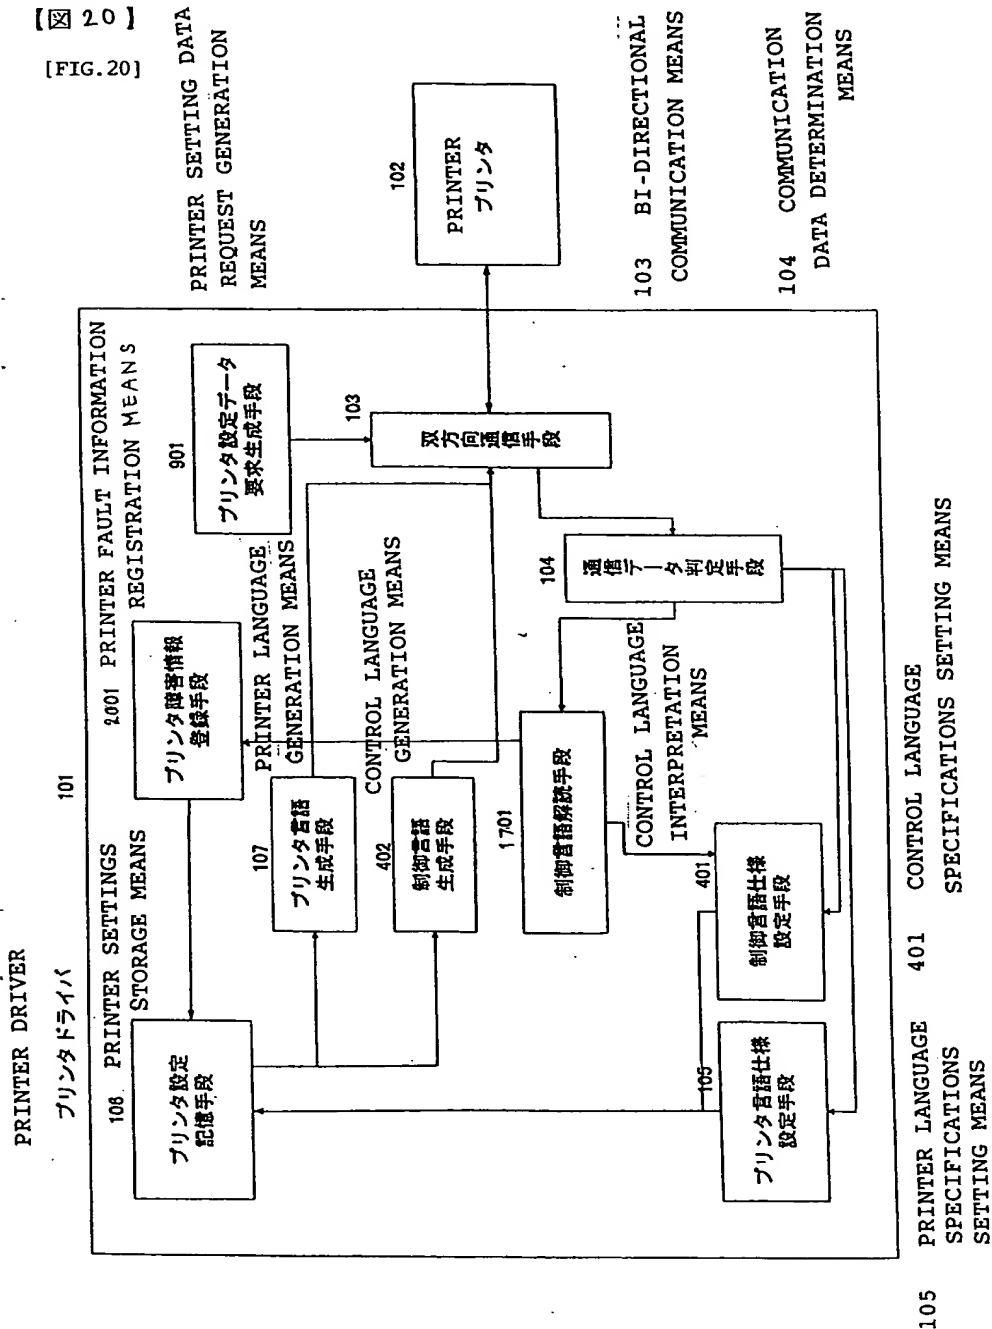 【図 20】
[FIG.20]
PRINTER DRIVER
プリンタドライバ
101
106 PRINTER SETTINGS
STORAGE MEANS
プリンタ設定
記憶手段
2001 PRINTER FAULT INFORMATION
REGISTRATION MEANS
プリンタ障害情報
登録手段
PRINTER SETTING DATA
REQUEST GENERATION
MEANS
901
プリンタ設定データ
要求生成手段
PRINTER LANGUAGE
GENERATION MEANS
107
プリンタ言語
生成手段
CONTROL LANGUAGE
GENERATION MEANS
402
制御言語
生成手段
103
双方向通信手段
102
PRINTER
プリンタ
104
通信データ判定手段
1701
制御言語解読手段
CONTROL LANGUAGE
INTERPRETATION
MEANS
401
制御言語仕様
設定手段
105
プリンタ言語仕様
設定手段
103 BI-DIRECTIONAL
COMMUNICATION MEANS
104 COMMUNICATION
DATA DETERMINATION
MEANS
105 PRINTER LANGUAGE
SPECIFICATIONS
SETTING MEANS
401 CONTROL LANGUAGE
SPECIFICATIONS SETTING MEANS